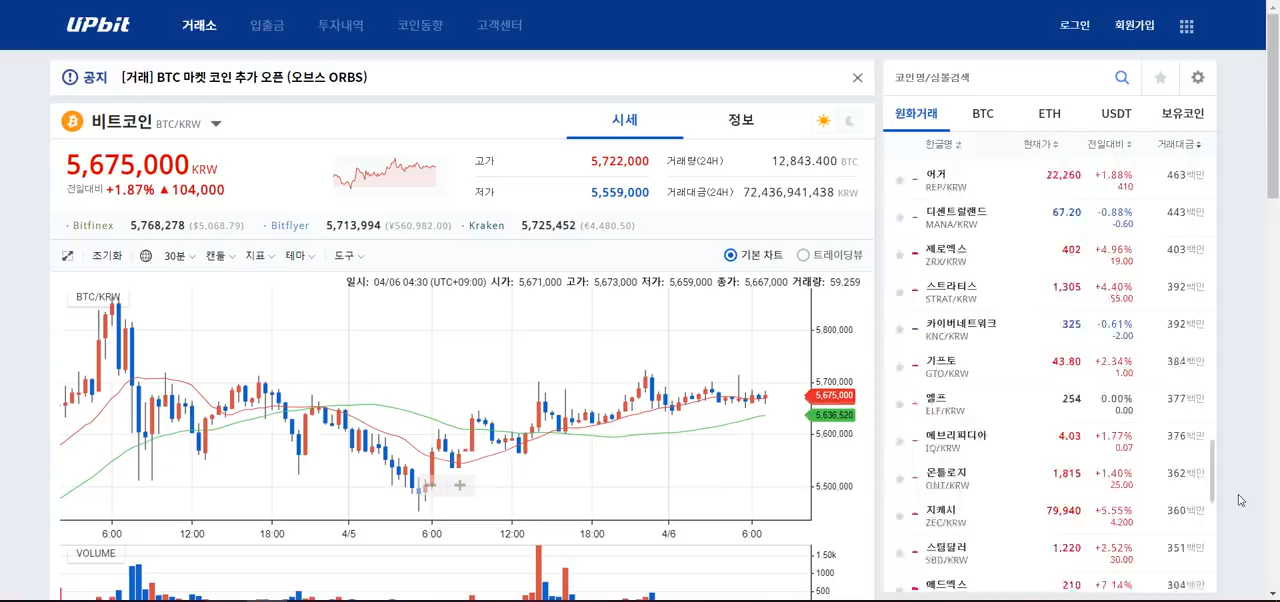 UPbit 거래소 입출금 투자내역 코인동향 고객센터 로그인 회원가입
공지 [거래] BTC 마켓 코인 추가 오픈 (오브스 ORBS)
비트코인 BTC/KRW 시세 정보
5,675,000 KRW
전일대비 +1.87% ▲ 104,000
고가 5,722,000 거래량(24H) 12,843.400 BTC
저가 5,559,000 거래대금(24H) 72,436,941,438 KRW
· Bitfinex 5,768,278 ($5,068.79) · Bitflyer 5,713,994 (¥560,982.00) · Kraken 5,725,452 (€4,480.50)
초기화 30분 캔들 지표 테마 도구 기본 차트 트레이딩뷰
일시: 04/06 04:30 (UTC+09:00) 시가: 5,671,000 고가: 5,673,000 저가: 5,659,000 종가: 5,667,000 거래량: 59.259
BTC/KRW
5,800,000
5,700,000
5,675,000
5,636,520
5,600,000
5,500,000
6:00 12:00 18:00 4/5 6:00 12:00 18:00 4/6 6:00
VOLUME
1.50k
1000
500
코인명/심볼검색
원화거래 BTC ETH USDT 보유코인
한글명 현재가 전일대비 거래대금
어거 22,260 +1.88% 463백만
REP/KRW 410
디센트럴랜드 67.20 -0.88% 443백만
MANA/KRW -0.60
제로엑스 402 +4.96% 403백만
ZRX/KRW 19.00
스트라티스 1,305 +4.40% 392백만
STRAT/KRW 55.00
카이버네트워크 325 -0.61% 392백만
KNC/KRW -2.00
기프토 43.80 +2.34% 384백만
GTO/KRW 1.00
엘프 254 0.00% 377백만
ELF/KRW 0.00
에브리피디아 4.03 +1.77% 376백만
IQ/KRW 0.07
온톨로지 1,815 +1.40% 362백만
ONT/KRW 25.00
지캐시 79,940 +5.55% 360백만
ZEC/KRW 4,200
스팀달러 1,220 +2.52% 351백만
SBD/KRW 30.00
애드엑스 210 +7.14% 304백만